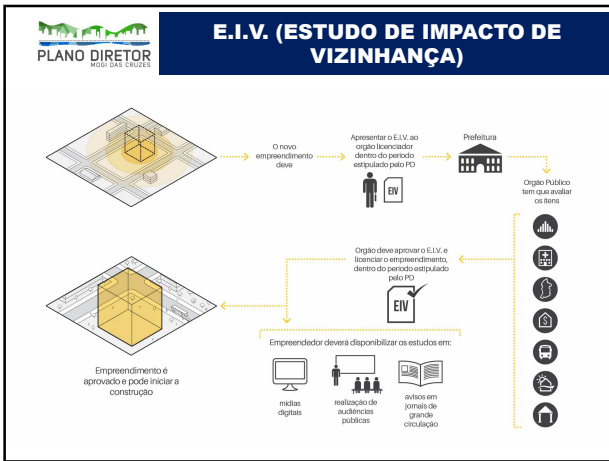 PLANO DIRETOR
MOGI DAS CRUZES
E.I.V. (ESTUDO DE IMPACTO DE
VIZINHANÇA)
O novo
empreendimento
deve
Apresentar o E.I.V. ao
orgão licenciador
dentro do periodo
estipulado pelo PD
EIV
Prefeitura
Orgão Público
tem que avaliar
os itens
Orgão deve aprovar o E.I.V. e
licenciar o empreendimento,
dentro do periodo estipulado
pelo PD
EIV
Empreendimento é
aprovado e pode iniciar a
construção
Empreendedor deverá disponibilizar os estudos em:
mídias
digitais
realização de
audiências
públicas
avisos em
jornais de
grande
circulação
$